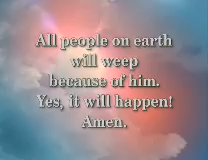 All people on earth
will weep
because of him.
Yes, it will happen!
Amen.